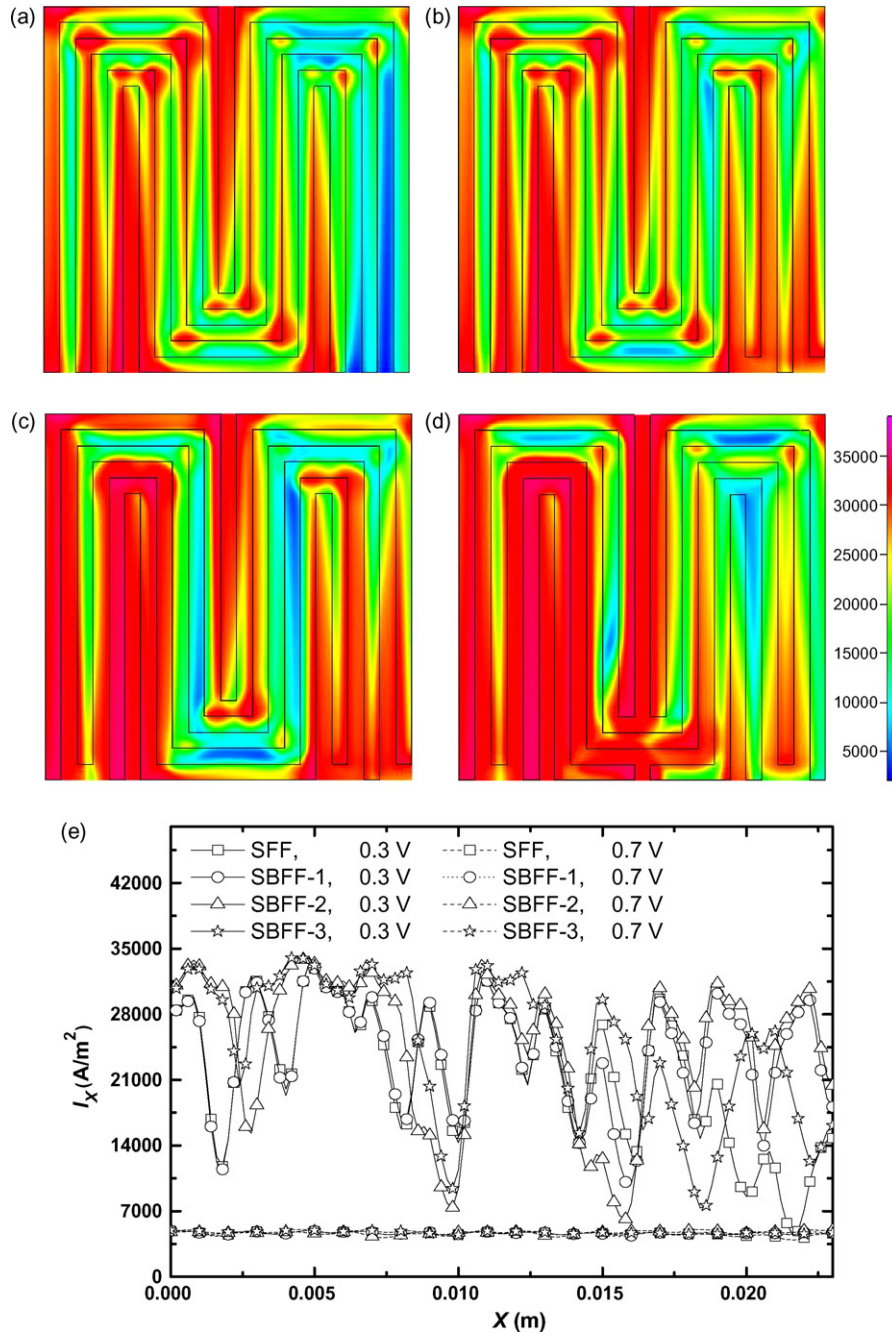 (a)
(b)
(c)
(d)
35000
30000
25000
20000
15000
10000
5000
(e)
SFF, 0.3 V
SFF, 0.7 V
SBFF-1, 0.3 V
SBFF-1, 0.7 V
SBFF-2, 0.3 V
SBFF-2, 0.7 V
SBFF-3, 0.3 V
SBFF-3, 0.7 V
42000
35000
28000
21000
14000
7000
0
I_X (A/m²)
0.000
0.005
0.010
0.015
0.020
X (m)